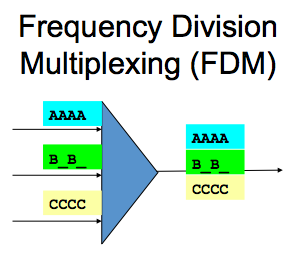 Frequency Division
Multiplexing (FDM)
AAAA
B_B_
CCCC
AAAA
B_B_
CCCC